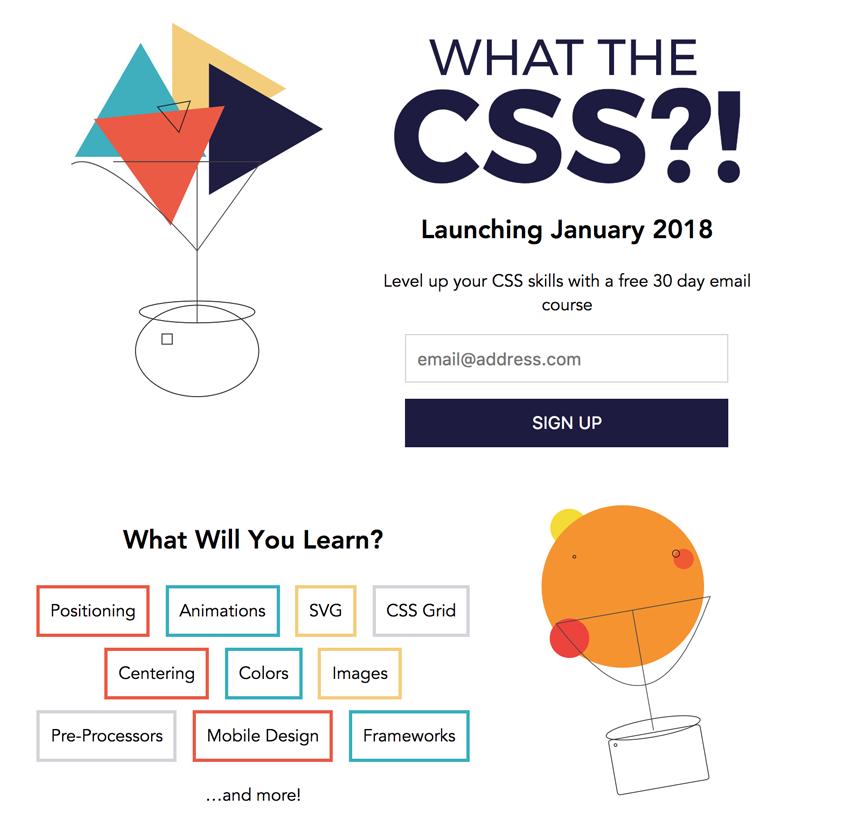 WHAT THE
CSS?!
Launching January 2018
Level up your CSS skills with a free 30 day email
course
email@address.com
SIGN UP
What Will You Learn?
Positioning Animations SVG CSS Grid
Centering Colors Images
Pre-Processors Mobile Design Frameworks
...and more!